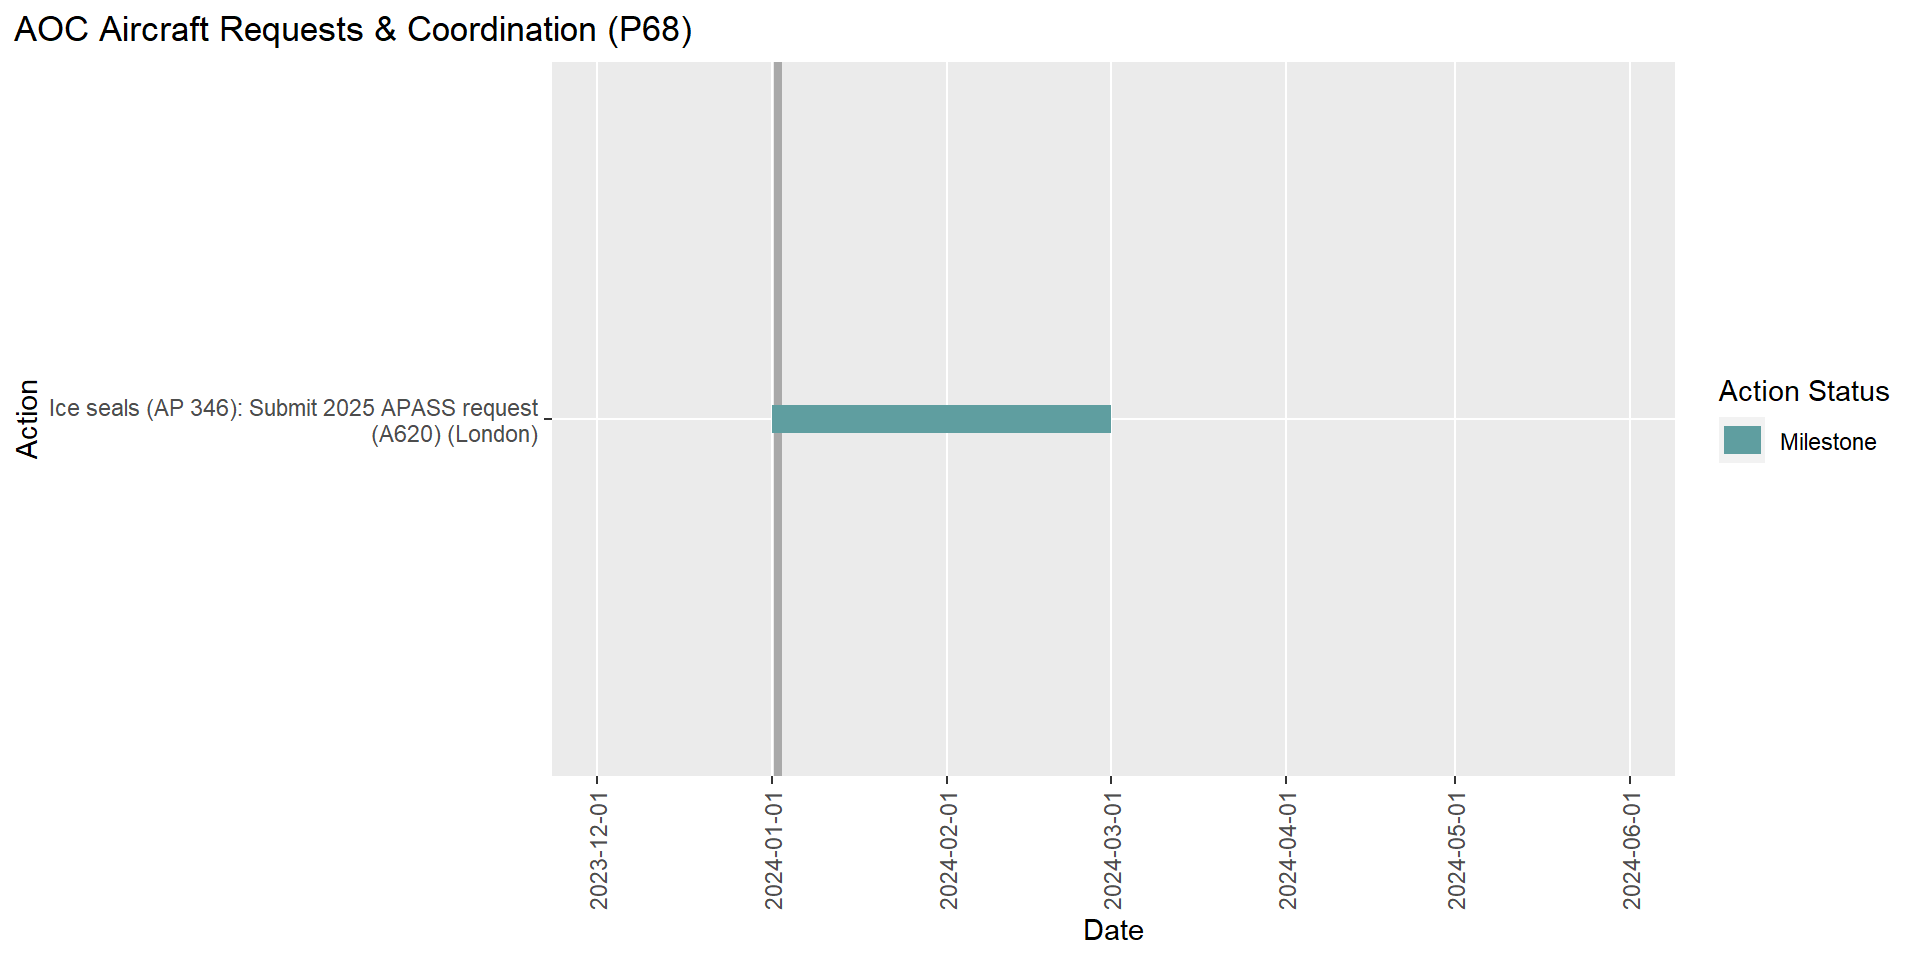 AOC Aircraft Requests & Coordination (P68)
Action
Ice seals (AP 346): Submit 2025 APASS request
(A620) (London)
Action Status
Milestone
2023-12-01
2024-01-01
2024-02-01
2024-03-01
2024-04-01
2024-05-01
2024-06-01
Date